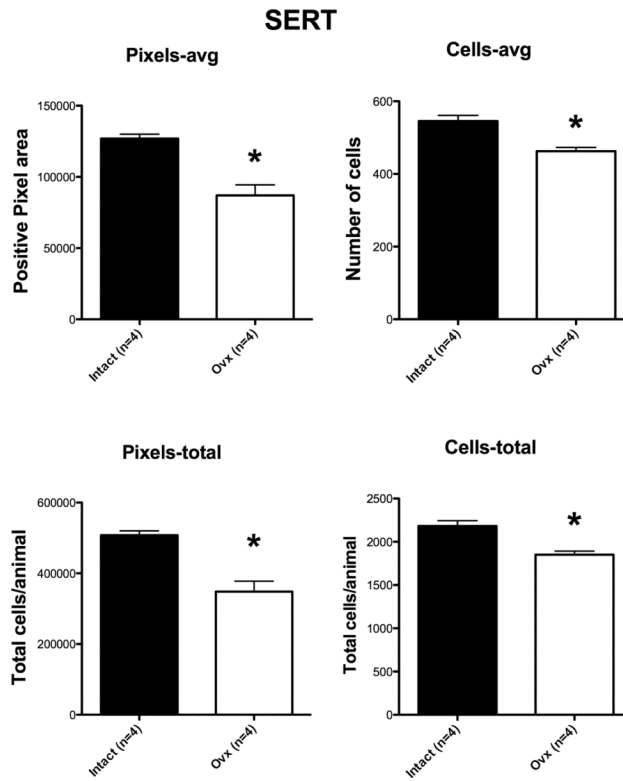 SERT
Pixels-avg
Positive Pixel area
150000
100000
50000
0
*
Intact (n=4)
Ovx (n=4)
Cells-avg
Number of cells
600
400
200
0
*
Intact (n=4)
Ovx (n=4)
Pixels-total
Total cells/animal
600000
400000
200000
0
*
Intact (n=4)
Ovx (n=4)
Cells-total
Total cells/animal
2500
2000
1500
1000
500
0
*
Intact (n=4)
Ovx (n=4)